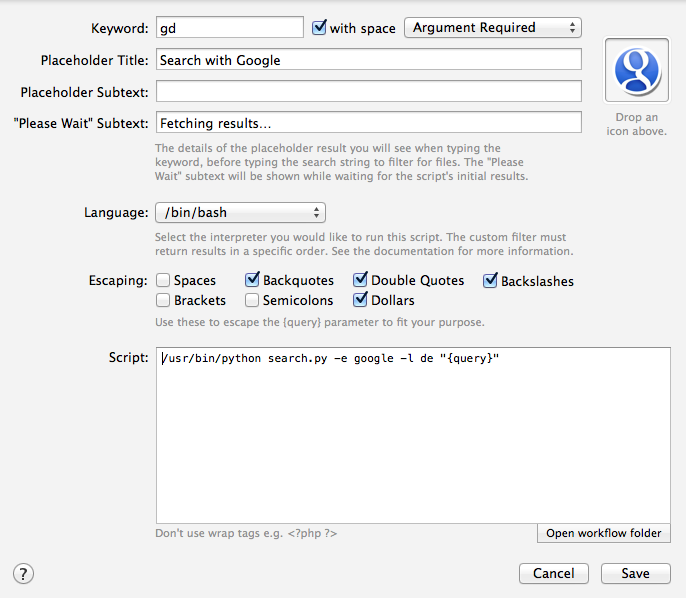 Keyword: gd with space Argument Required
Placeholder Title: Search with Google
Placeholder Subtext:
"Please Wait" Subtext: Fetching results...
Drop an
icon above.
The details of the placeholder result you will see when typing the
keyword, before typing the search string to filter for files. The "Please
Wait" subtext will be shown while waiting for the script's initial results.
Language: /bin/bash
Select the interpreter you would like to run this script. The custom filter must
return results in a specific order. See the documentation for more information.
Escaping: Spaces Backquotes Double Quotes Backslashes
Brackets Semicolons Dollars
Use these to escape the {query} parameter to fit your purpose.
Script: /usr/bin/python search.py -e google -l de "{query}"
Don't use wrap tags e.g. <?php ?> Open workflow folder
? Cancel Save